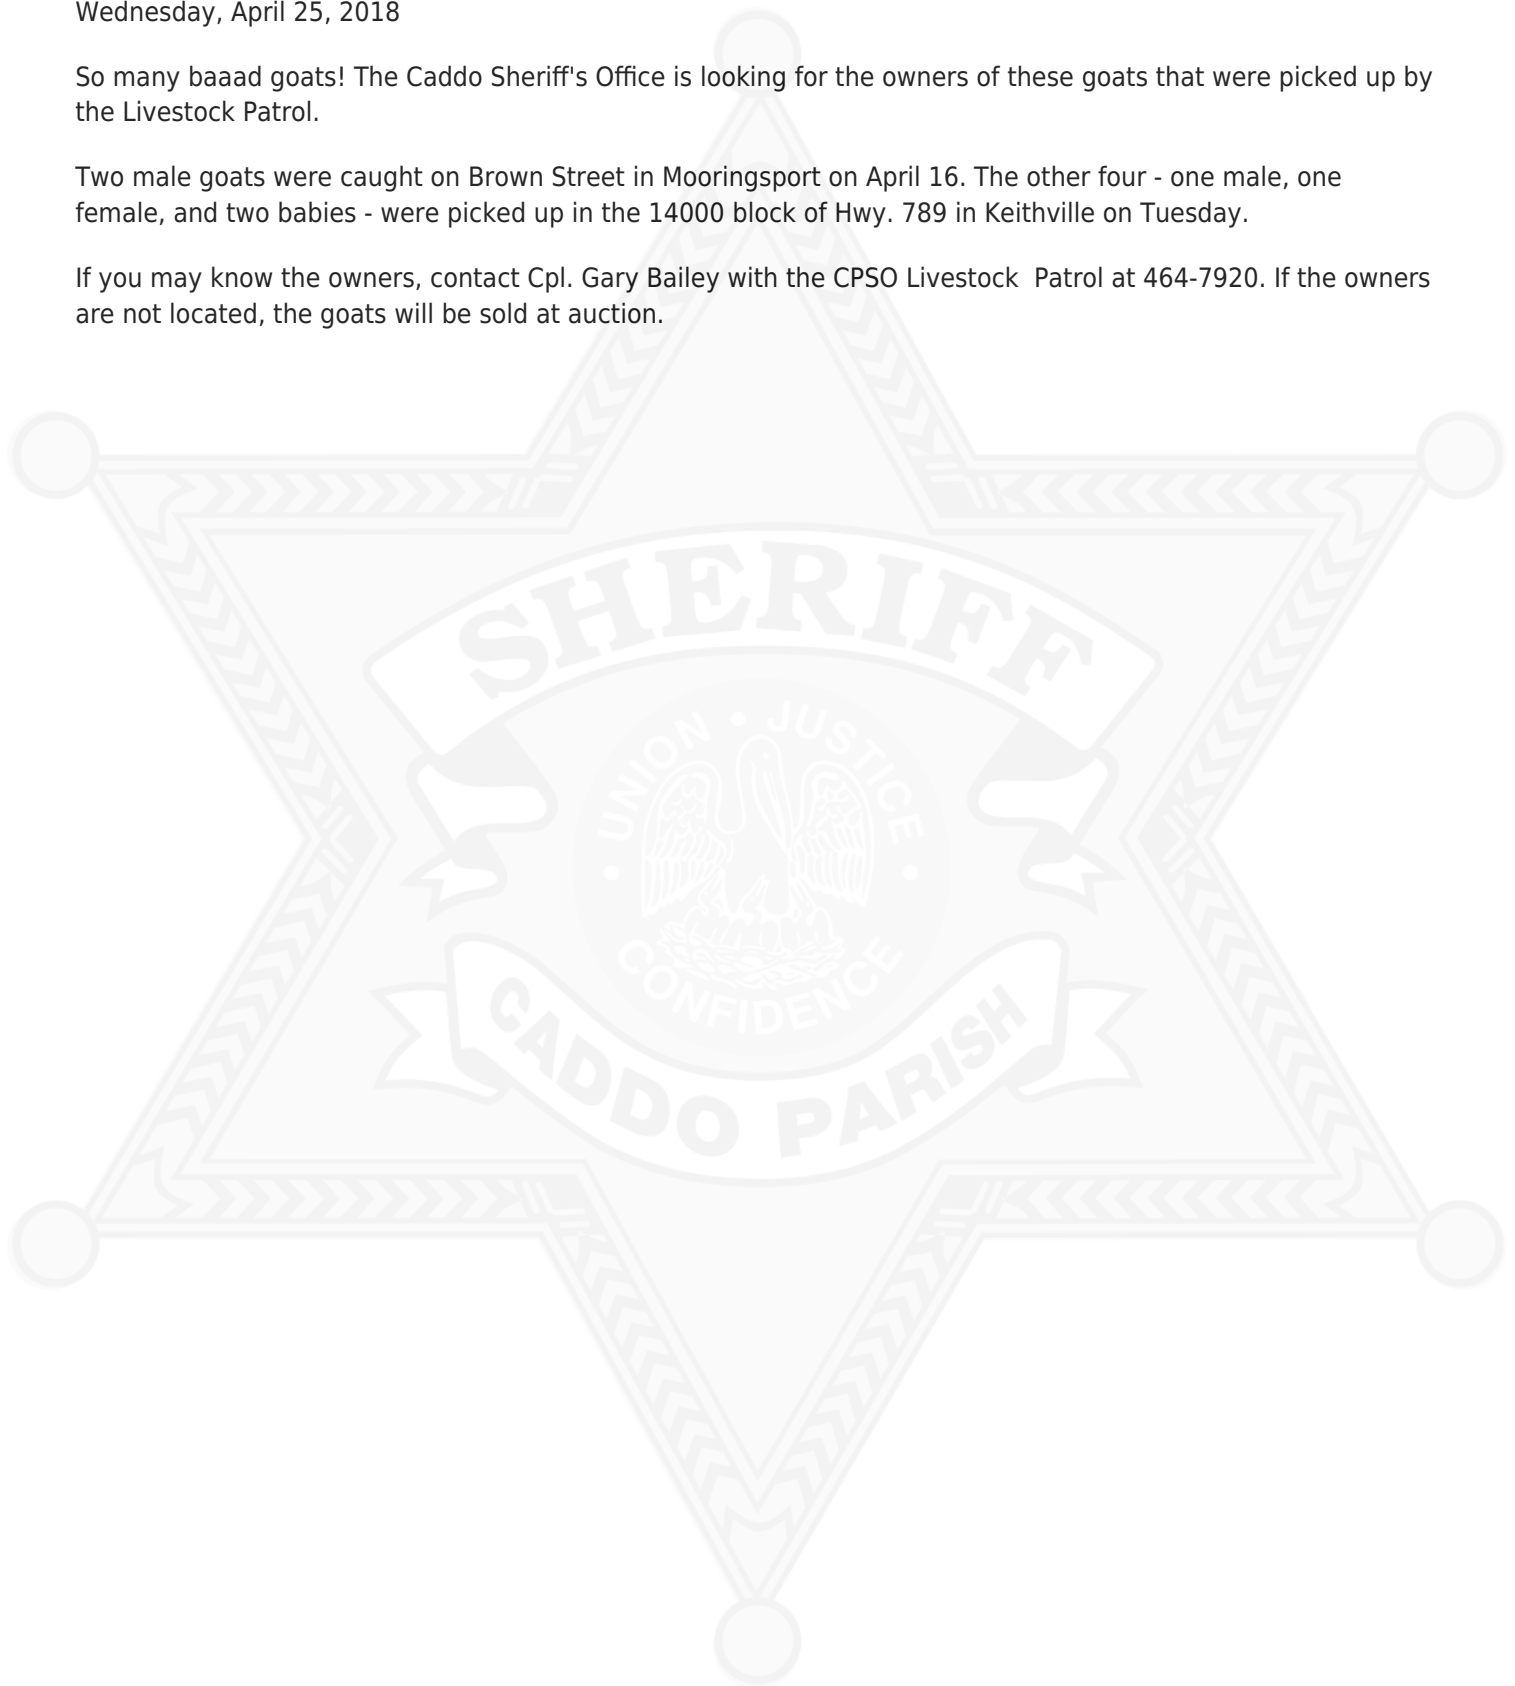 Wednesday, April 25, 2018
So many baaad goats! The Caddo Sheriff's Office is looking for the owners of these goats that were picked up by
the Livestock Patrol.
Two male goats were caught on Brown Street in Mooringsport on April 16. The other four - one male, one
female, and two babies - were picked up in the 14000 block of Hwy. 789 in Keithville on Tuesday.
If you may know the owners, contact Cpl. Gary Bailey with the CPSO Livestock  Patrol at 464-7920. If the owners
are not located, the goats will be sold at auction.
SHERIFF
UNION • JUSTICE
• CONFIDENCE •
CADDO PARISH